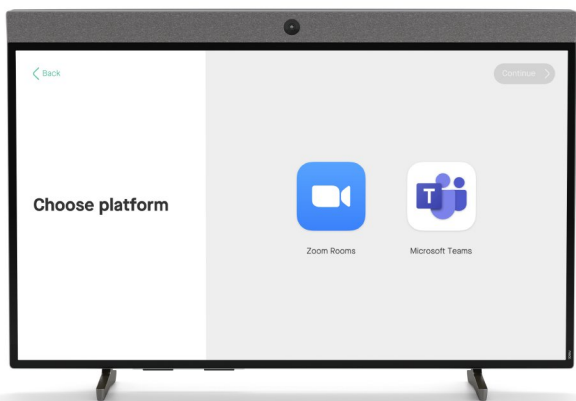 Back
Continue
Choose platform
T
Zoom Rooms
Microsoft Teams